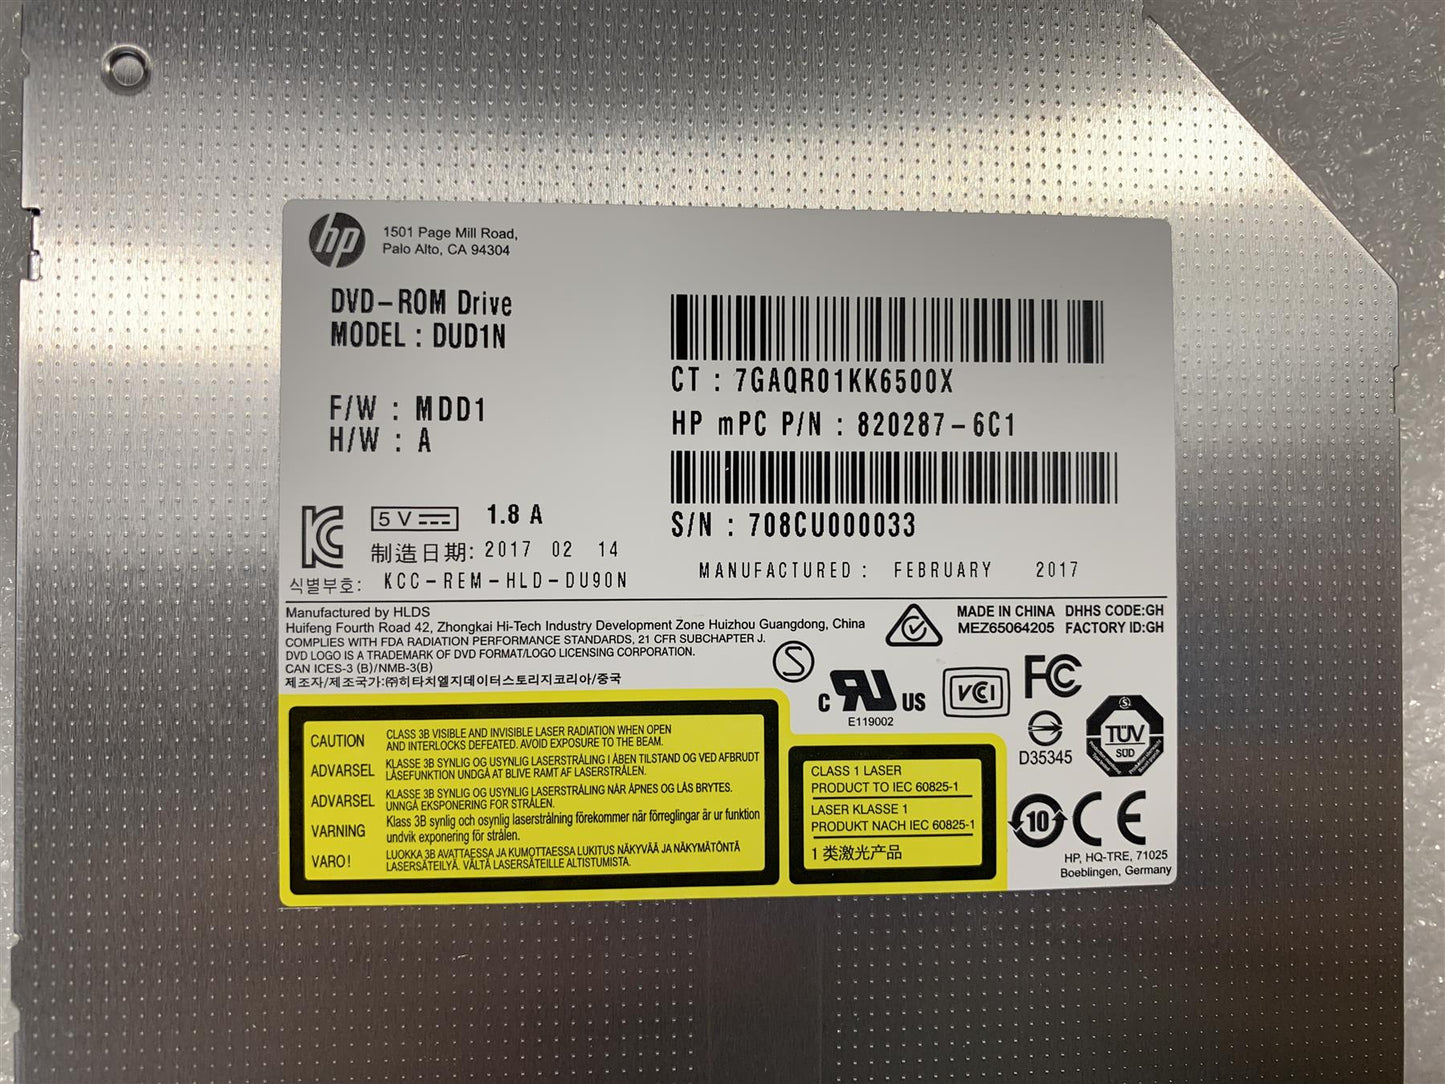 hp
1501 Page Mill Road,
Palo Alto, CA 94304
DVD-ROM Drive
MODEL : DUD1N
F/W : MDD1
H/W : A
CT : 7GAQR01KK6500X
HP mPC P/N : 820287-6C1
S/N : 708CU000033
MANUFACTURED : FEBRUARY 2017
5 V 1.8 A
制造日期: 2017 02 14
식별부호: KCC-REM-HLD-DU90N
Manufactured by HLDS
Huifeng Fourth Road 42, Zhongkai Hi-Tech Industry Development Zone Huizhou Guangdong, China
COMPLIES WITH FDA RADIATION PERFORMANCE STANDARDS, 21 CFR SUBCHAPTER J.
DVD LOGO IS A TRADEMARK OF DVD FORMAT/LOGO LICENSING CORPORATION.
CAN ICES-3 (B)/NMB-3(B)
제조자/제조국가:㈜히타치엘지데이터스토리지코리아/중국
MADE IN CHINA DHHS CODE:GH
MEZ65064205 FACTORY ID:GH
S
c RU US
E119002
VCI
FC
D35345
TÜV
SÜD
10
CE
HP, HQ-TRE, 71025
Boeblingen, Germany
CAUTION CLASS 3B VISIBLE AND INVISIBLE LASER RADIATION WHEN OPEN
AND INTERLOCKS DEFEATED. AVOID EXPOSURE TO THE BEAM.
ADVARSEL KLASSE 3B SYNLIG OG USYNLIG LASERSTRÅLING I ÅBEN TILSTAND OG VED AFBRUDT
LÅSEFUNKTION UNDGÅ AT BLIVE RAMT AF LASERSTRÅLEN.
ADVARSEL KLASSE 3B SYNLIG OG USYNLIG LASERSTRÅLING NÅR ÅPNES OG LÅS BRYTES.
UNNGÅ EKSPONERING FOR STRÅLEN.
VARNING Klass 3B synlig och osynlig laserstrålning förekommer när förreglingar är ur funktion
undvik exponering för strålen.
VARO! LUOKKA 3B AVATTAESSA JA KUMOTTAESSA LUKITUS NÄKYVÄÄ JA NÄKYMÄTÖNTÄ
LASERSÄTEILYÄ. VÄLTÄ LASERSÄTEILLE ALTISTUMISTA.
CLASS 1 LASER
PRODUCT TO IEC 60825-1
LASER KLASSE 1
PRODUKT NACH IEC 60825-1
1 类激光产品